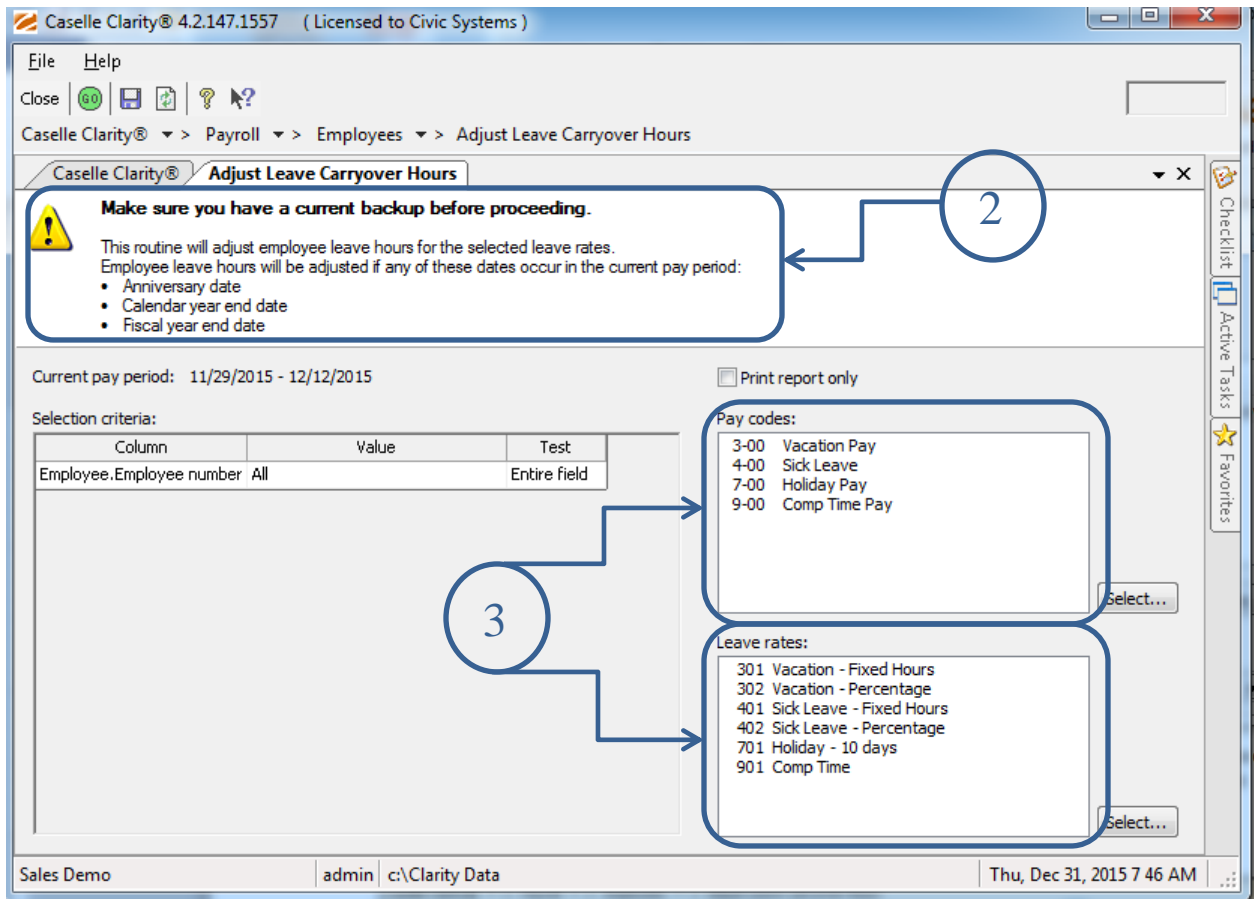 Caselle Clarity® 4.2.147.1557 ( Licensed to Civic Systems )
File Help
Close GO
Caselle Clarity® > Payroll > Employees > Adjust Leave Carryover Hours
Caselle Clarity® Adjust Leave Carryover Hours
Make sure you have a current backup before proceeding.
This routine will adjust employee leave hours for the selected leave rates.
Employee leave hours will be adjusted if any of these dates occur in the current pay period:
• Anniversary date
• Calendar year end date
• Fiscal year end date
2
Checklist
Active Tasks
Favorites
Current pay period: 11/29/2015 - 12/12/2015
Print report only
Selection criteria:
Column Value Test
Employee.Employee number All Entire field
3
Pay codes:
3-00 Vacation Pay
4-00 Sick Leave
7-00 Holiday Pay
9-00 Comp Time Pay
Select...
Leave rates:
301 Vacation - Fixed Hours
302 Vacation - Percentage
401 Sick Leave - Fixed Hours
402 Sick Leave - Percentage
701 Holiday - 10 days
901 Comp Time
Select...
Sales Demo admin c:\Clarity Data Thu, Dec 31, 2015 7 46 AM